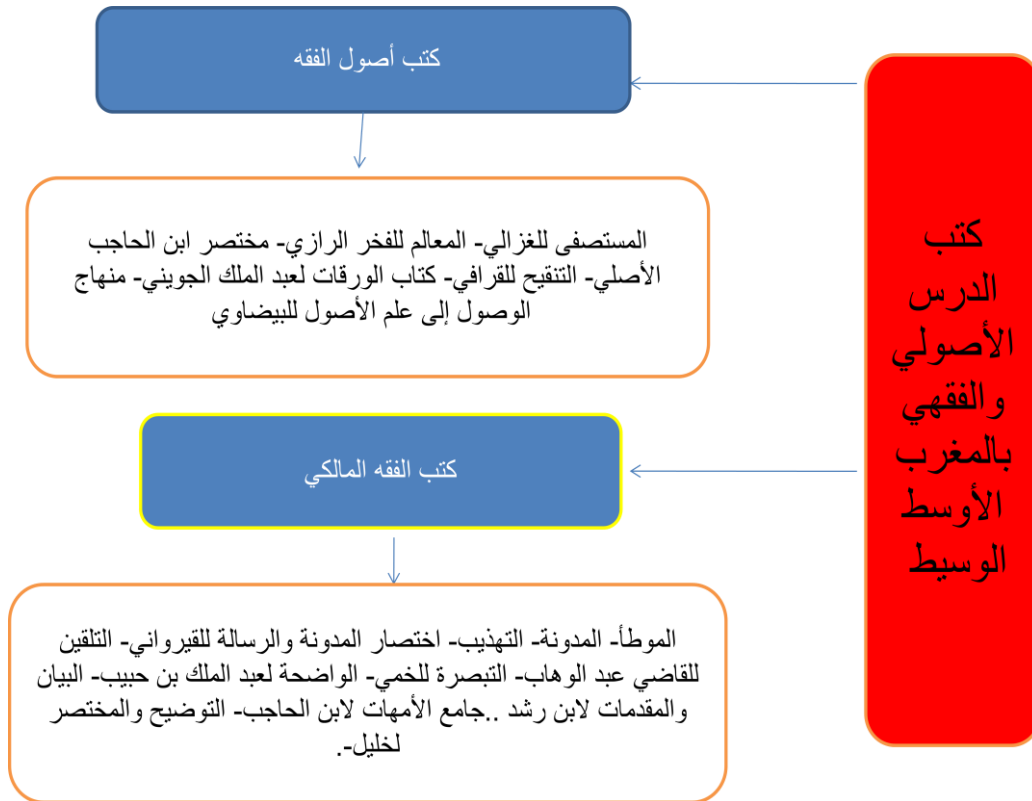 كتب
الدرس
الأصولي
والفقهي
بالمغرب
الأوسط
الوسيط
كتب أصول الفقه
المستصفى للغزالي- المعالم للفخر الرازي- مختصر ابن الحاجب
الأصلي- التنقيح للقرافي- كتاب الورقات لعبد الملك الجويني- منهاج
الوصول إلى علم الأصول للبيضاوي
كتب الفقه المالكي
الموطأ- المدونة- التهذيب- اختصار المدونة والرسالة للقيرواني- التلقين
للقاضي عبد الوهاب- التبصرة للخمي- الواضحة لعبد الملك بن حبيب- البيان
والمقدمات لابن رشد ..جامع الأمهات لابن الحاجب- التوضيح والمختصر
لخليل-.